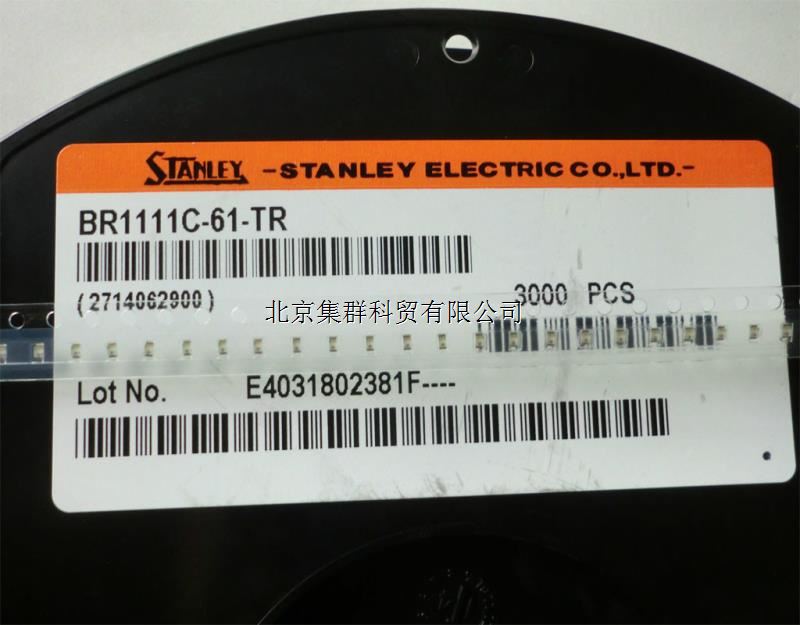 STANLEY -STANLEY ELECTRIC CO.,LTD.-
BR1111C-61-TR
(2714062900) 3000 PCS
北京集群科贸有限公司
Lot No. E4031802381F----